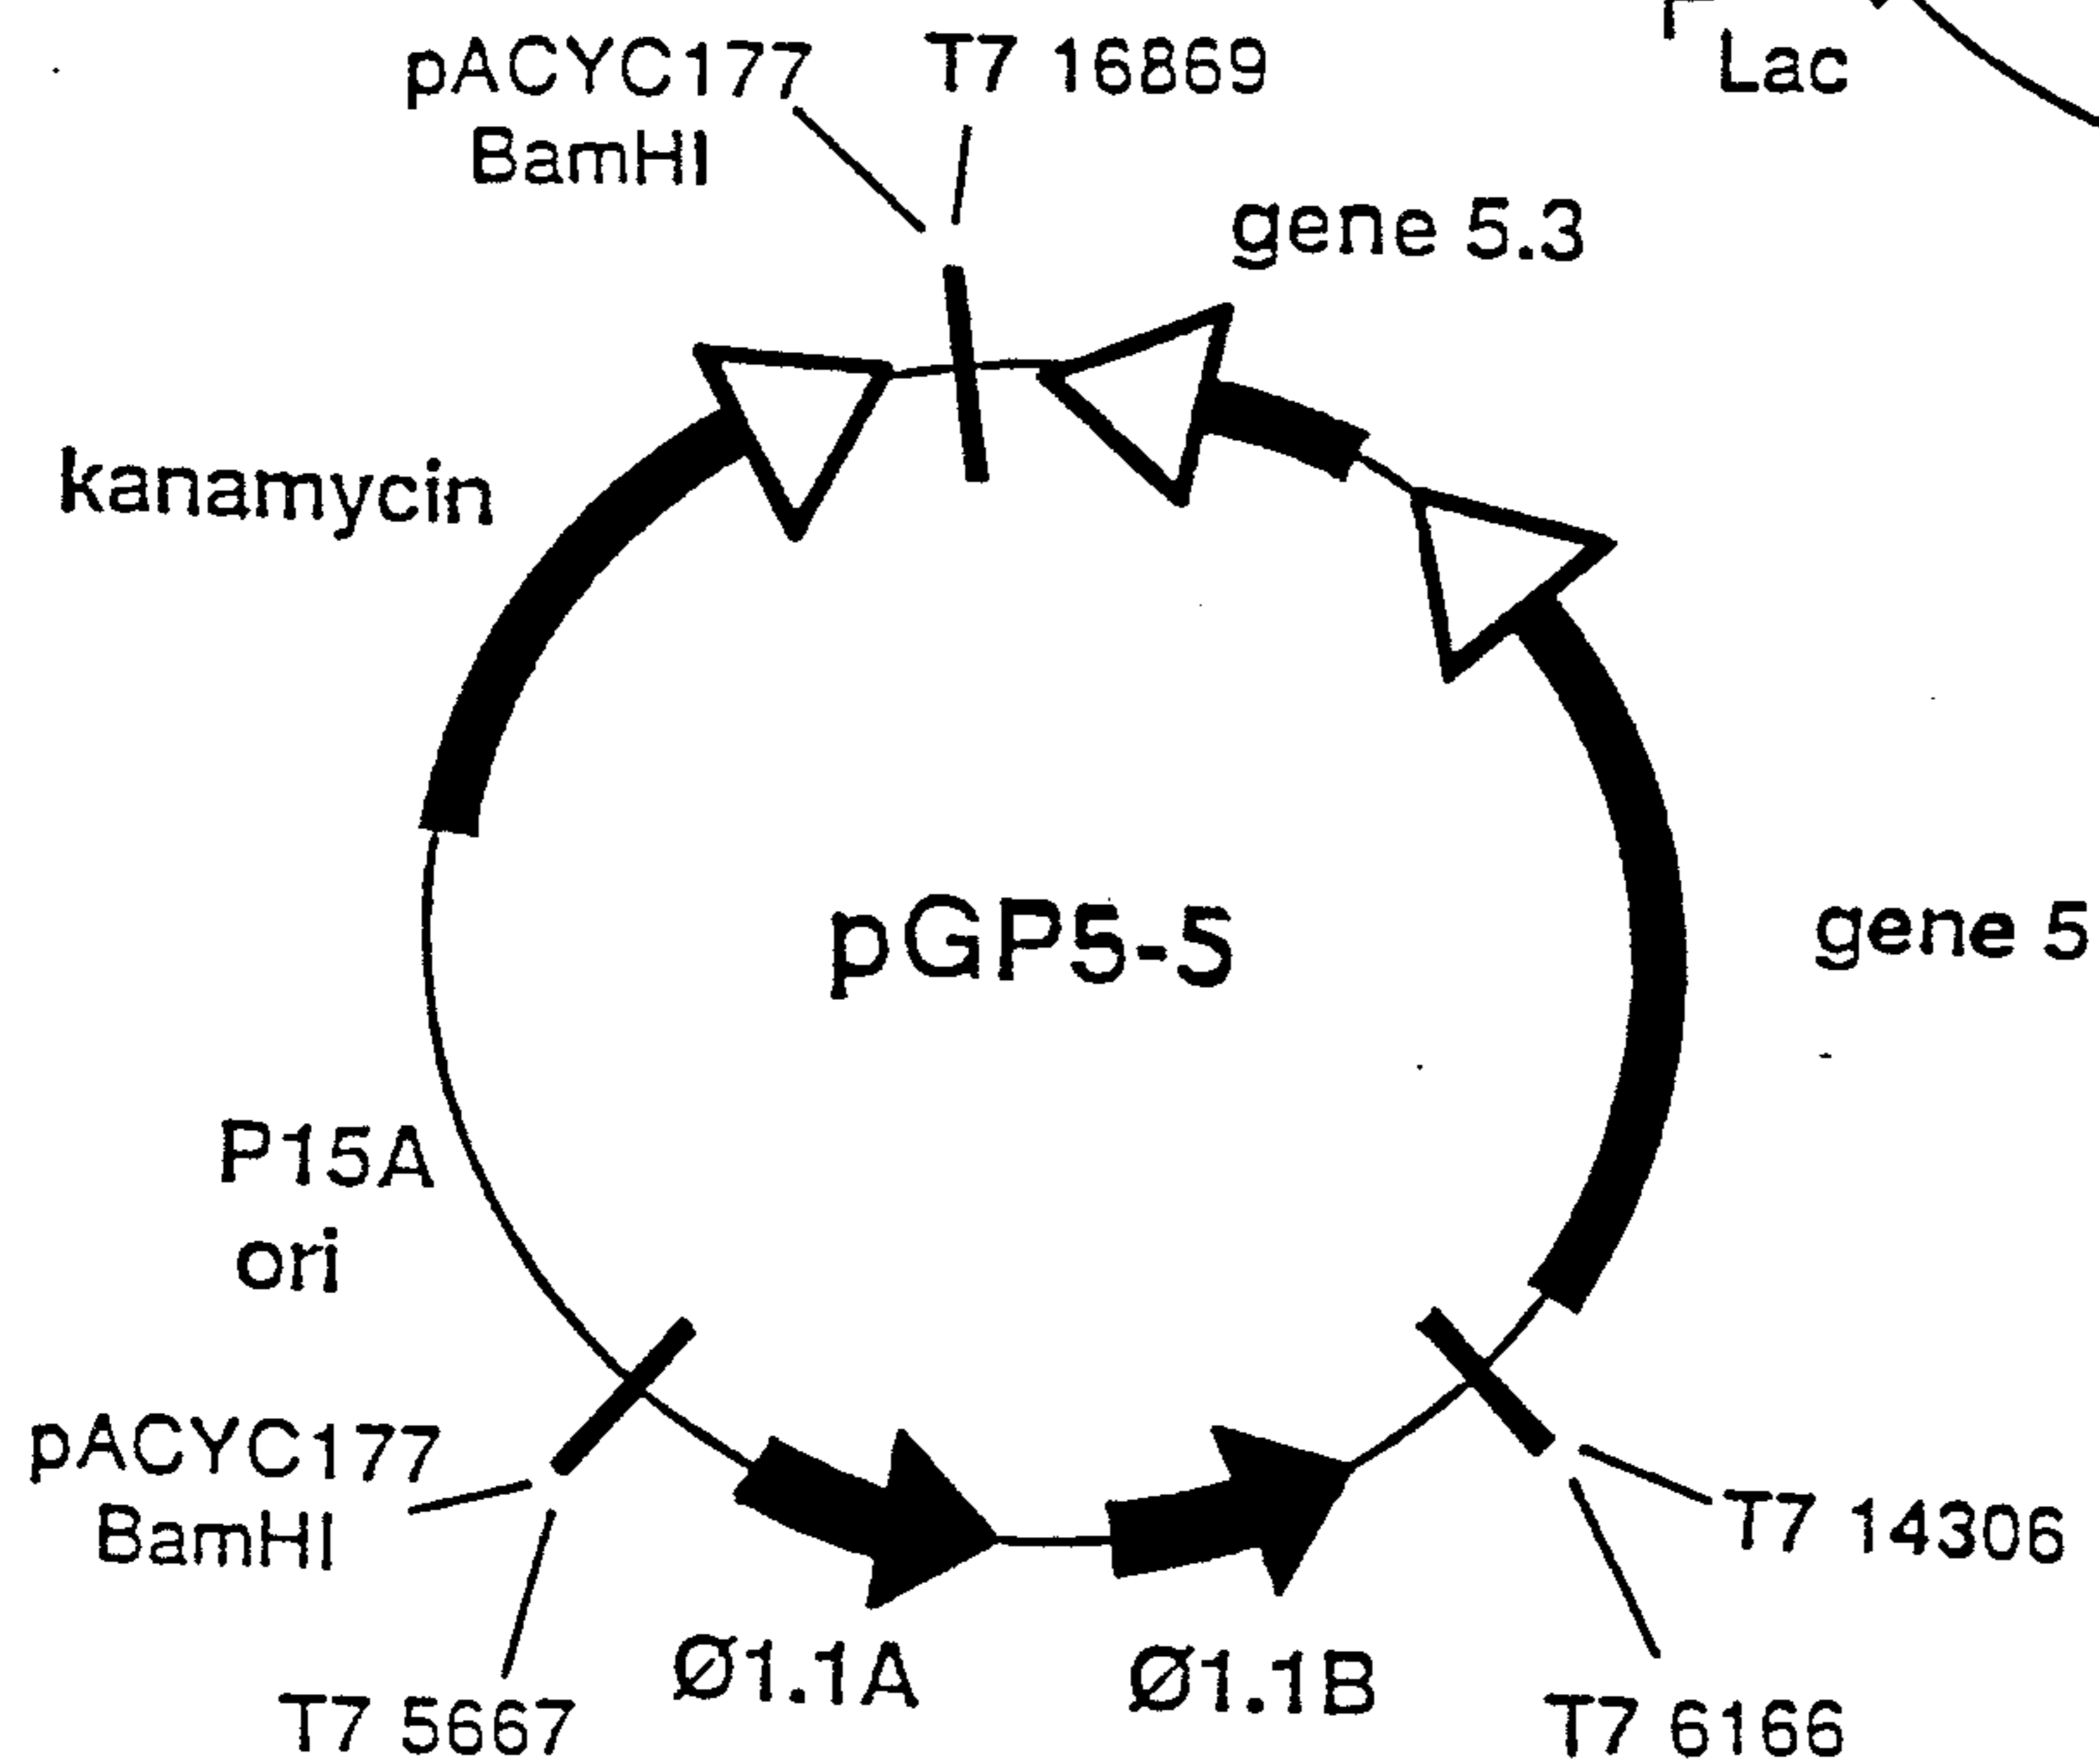 pACYC177
BamHI
T7 16869
Lac
gene 5.3
kanamycin
pGP5-5
gene 5
P15A
ori
pACYC177
BamHI
T7 14306
Ø1.1A
Ø1.1B
T7 5667
T7 6166